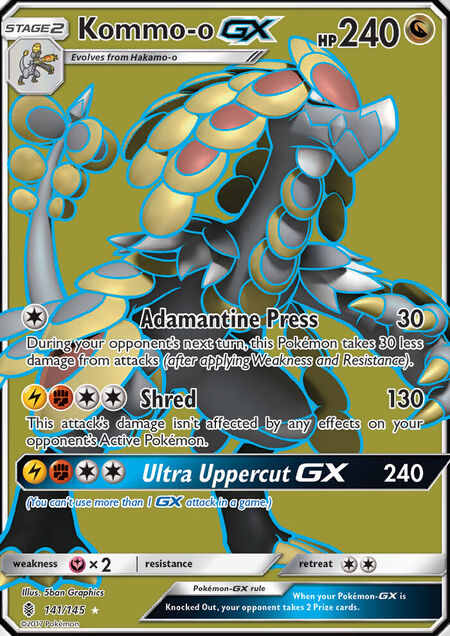 STAGE2 Kommo-o GX HP240
Evolves from Hakamo-o
Adamantine Press 30
During your opponent's next turn, this Pokémon takes 30 less
damage from attacks (after applying Weakness and Resistance).
Shred 130
This attack's damage isn't affected by any effects on your
opponent's Active Pokémon.
Ultra Uppercut GX 240
(You can't use more than 1 GX attack in a game.)
weakness ×2 resistance retreat
Illus. 5ban Graphics
Pokémon-GX rule
When your Pokémon-GX is
Knocked Out, your opponent takes 2 Prize cards.
141/145
©2017 Pokémon